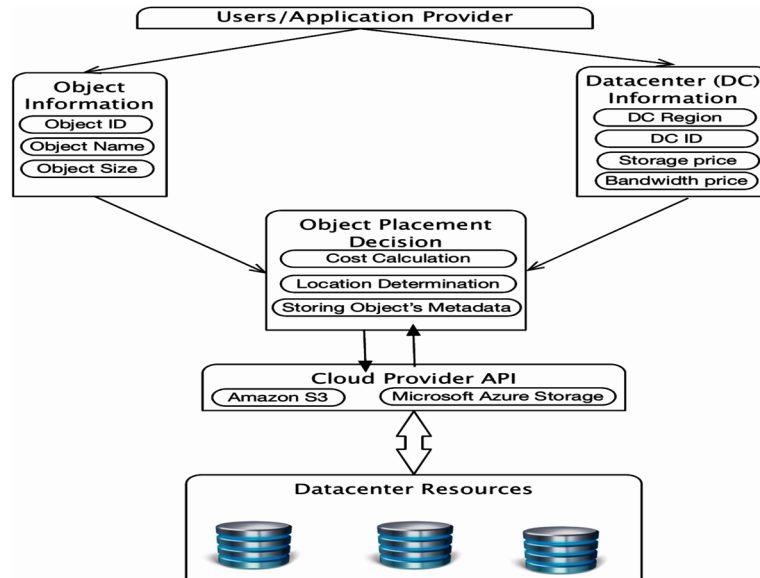 Users/Application Provider
Object
Information
Object ID
Object Name
Object Size
Datacenter (DC)
Information
DC Region
DC ID
Storage price
Bandwidth price
Object Placement
Decision
Cost Calculation
Location Determination
Storing Object's Metadata
Cloud Provider API
Amazon S3
Microsoft Azure Storage
Datacenter Resources